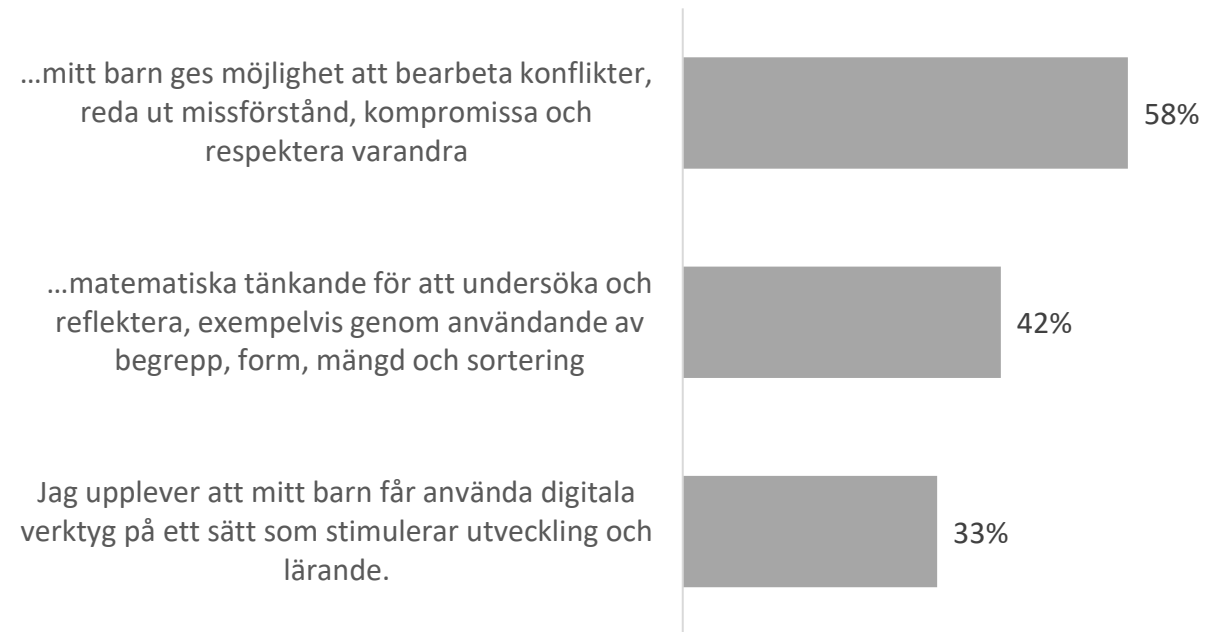 …mitt barn ges möjlighet att bearbeta konflikter,
reda ut missförstånd, kompromissa och
respektera varandra
58%
…matematiska tänkande för att undersöka och
reflektera, exempelvis genom användande av
begrepp, form, mängd och sortering
42%
Jag upplever att mitt barn får använda digitala
verktyg på ett sätt som stimulerar utveckling och
lärande.
33%